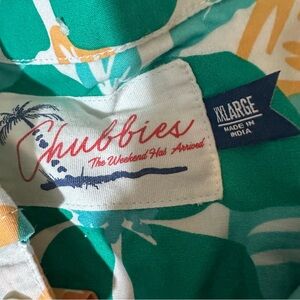 Chubbies
The Weekend Has Arrived
XXLARGE
MADE IN
INDIA